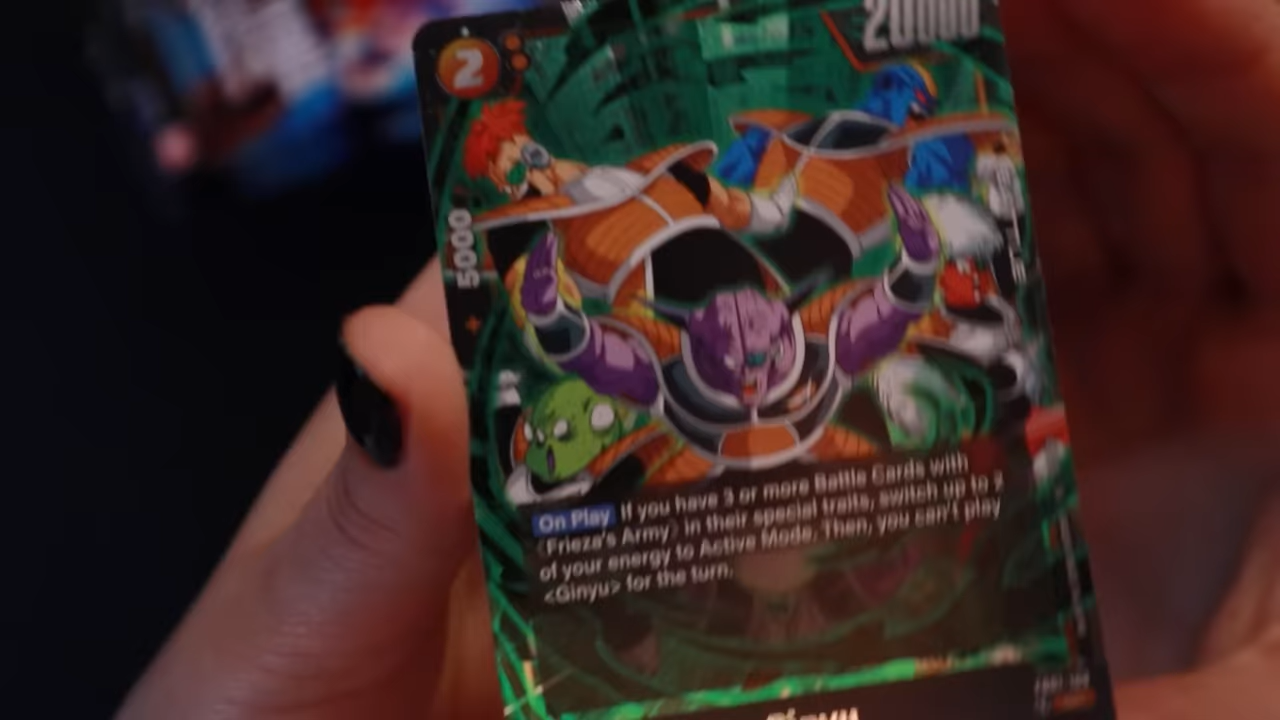 2
20000
5000
On Play If you have 3 or more Battle Cards with
{Frieza's Army} in their special traits, switch up to 2
of your energy to Active Mode. Then, you can't play
<Ginyu> for the turn.
Ginyu